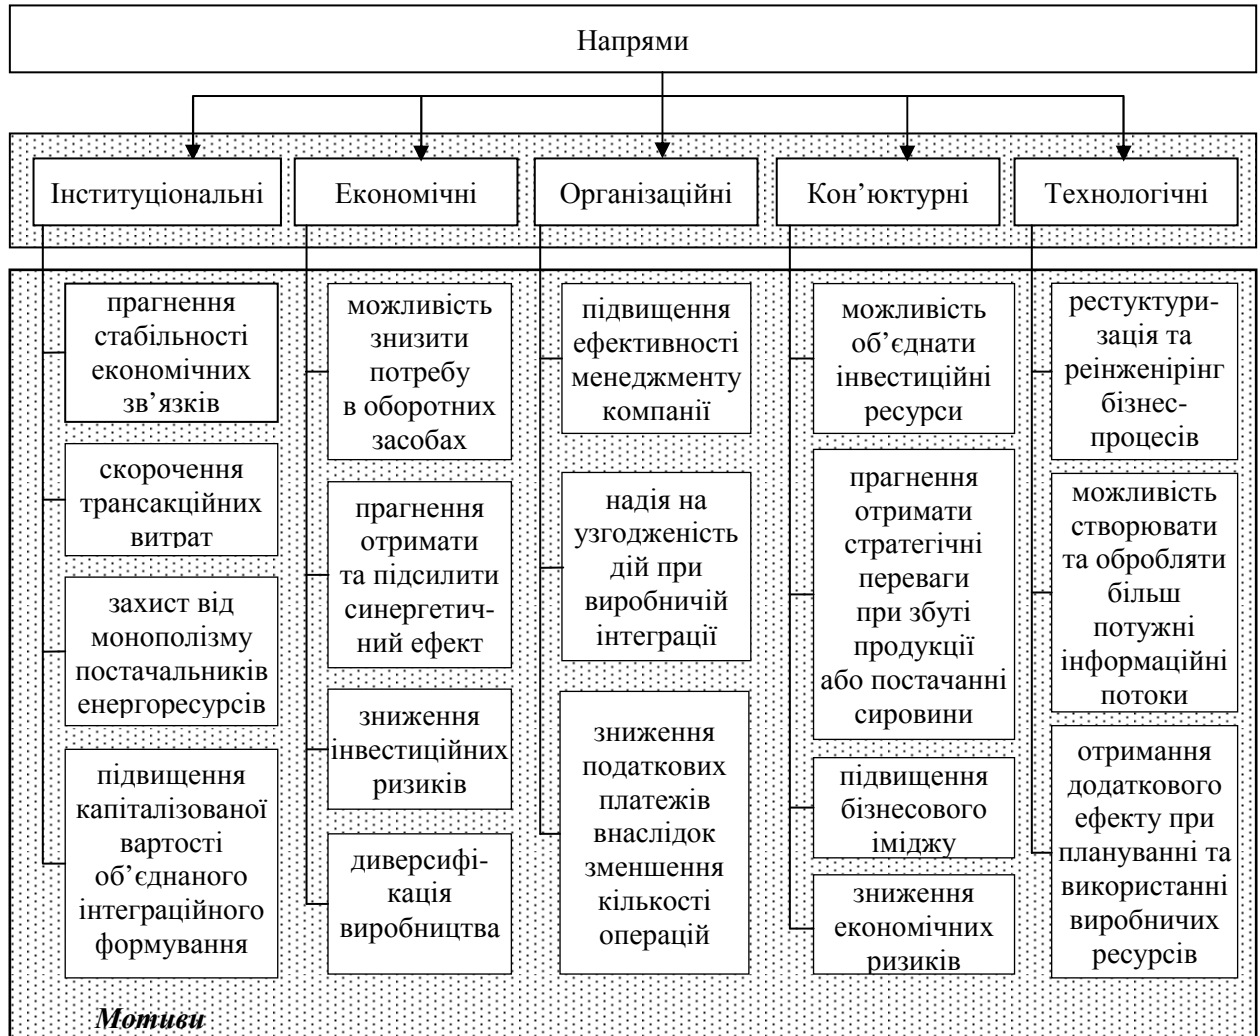 Напрями
Інституціональні
Економічні
Організаційні
Кон’юктурні
Технологічні
прагнення
стабільності
економічних
зв’язків
скорочення
трансакційних
витрат
захист від
монополізму
постачальників
енергоресурсів
підвищення
капіталізованої
вартості
об’єднаного
інтеграційного
формування
можливість
знизити
потребу
в оборотних
засобах
прагнення
отримати
та підсилити
синергетич-
ний ефект
зниження
інвестиційних
ризиків
диверсифі-
кація
виробництва
підвищення
ефективності
менеджменту
компанії
надія на
узгодженість
дій при
виробничій
інтеграції
зниження
податкових
платежів
внаслідок
зменшення
кількості
операцій
можливість
об’єднати
інвестиційні
ресурси
прагнення
отримати
стратегічні
переваги
при збуті
продукції
або постачанні
сировини
підвищення
бізнесового
іміджу
зниження
економічних
ризиків
рестуктури-
зація та
реінженірінг
бізнес-
процесів
можливість
створювати
та обробляти
більш
потужні
інформаційні
потоки
отримання
додаткового
ефекту при
плануванні та
використанні
виробничих
ресурсів
Мотиви